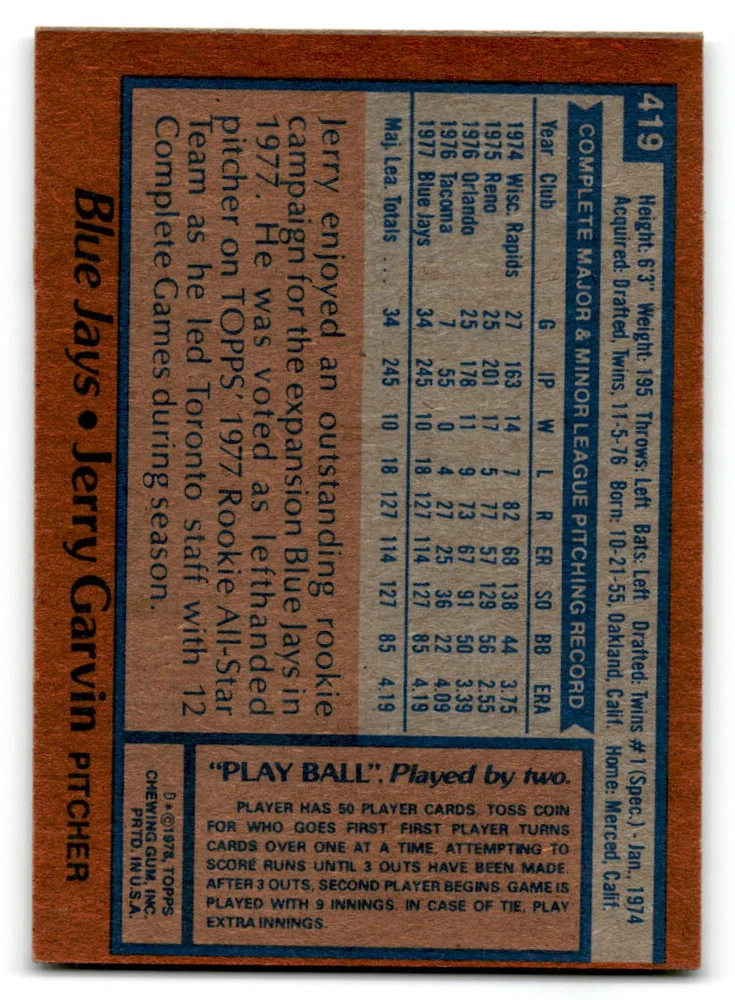 419
Height: 6'3" Weight: 195 Throws: Left Bats: Left Drafted: Twins #1 (Spec.) - Jan., 1974
Acquired: Drafted, Twins, 11-5-76 Born: 10-21-55, Oakland, Calif. Home: Merced, Calif.
COMPLETE MAJOR & MINOR LEAGUE PITCHING RECORD
Year Club G IP W L R ER SO BB ERA
1974 Wisc. Rapids 27 163 14 7 82 68 138 44 3.75
1975 Reno 25 201 17 5 77 57 129 56 2.55
1976 Orlando 25 178 11 9 73 67 91 50 3.39
1976 Tacoma 7 55 0 4 27 25 36 22 4.09
1977 Blue Jays 34 245 10 18 127 114 127 85 4.19
Maj. Lea. Totals ... 34 245 10 18 127 114 127 85 4.19
Jerry enjoyed an outstanding rookie
campaign for the expansion Blue Jays in
1977. He was voted as lefthanded
pitcher on TOPPS' 1977 Rookie All-Star
Team as he led Toronto staff with 12
Complete Games during season.
"PLAY BALL". Played by two.
PLAYER HAS 50 PLAYER CARDS. TOSS COIN
FOR WHO GOES FIRST. FIRST PLAYER TURNS
CARDS OVER ONE AT A TIME, ATTEMPTING TO
SCORE RUNS UNTIL 3 OUTS HAVE BEEN MADE.
AFTER 3 OUTS, SECOND PLAYER BEGINS. GAME IS
PLAYED WITH 9 INNINGS. IN CASE OF TIE, PLAY
EXTRA INNINGS.
D*©1978, TOPPS
CHEWING GUM, INC.
PRTD. IN U.S.A.
Blue Jays • Jerry Garvin PITCHER